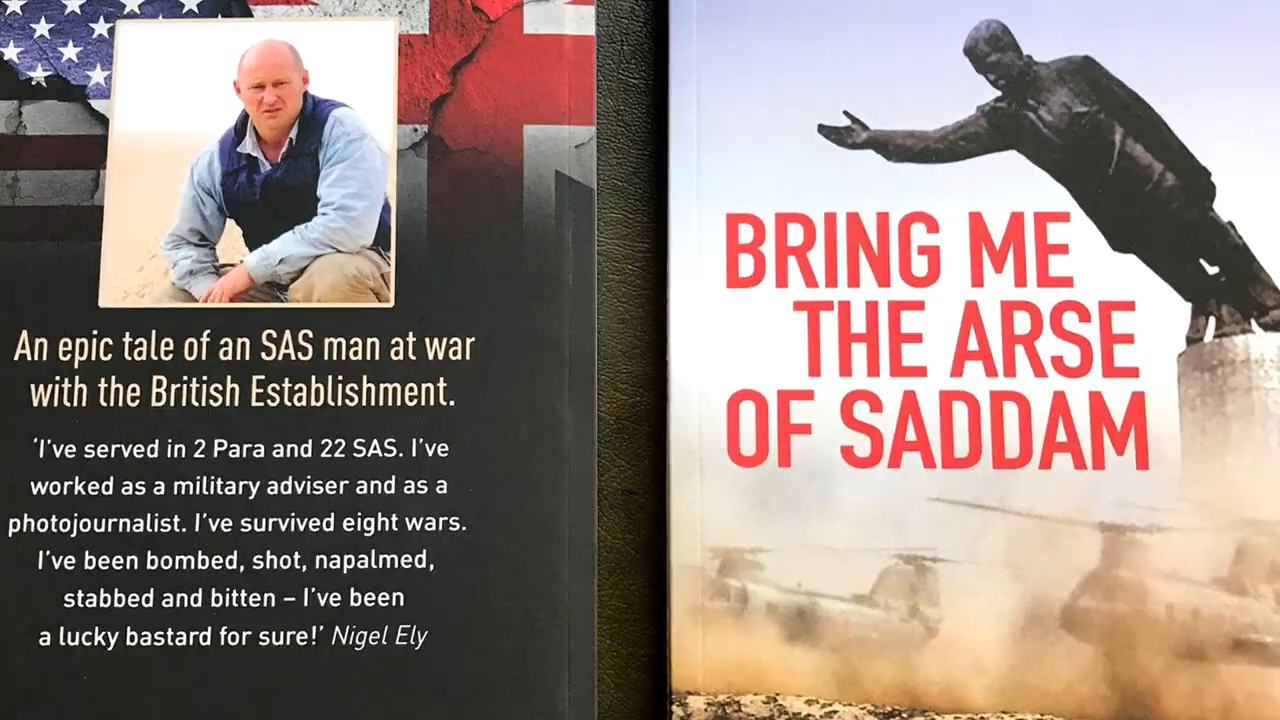 An epic tale of an SAS man at war
with the British Establishment.
‘I’ve served in 2 Para and 22 SAS. I’ve
worked as a military adviser and as a
photojournalist. I’ve survived eight wars.
I’ve been bombed, shot, napalmed,
stabbed and bitten – I’ve been
a lucky bastard for sure!’ Nigel Ely
BRING ME
THE ARSE
OF SADDAM